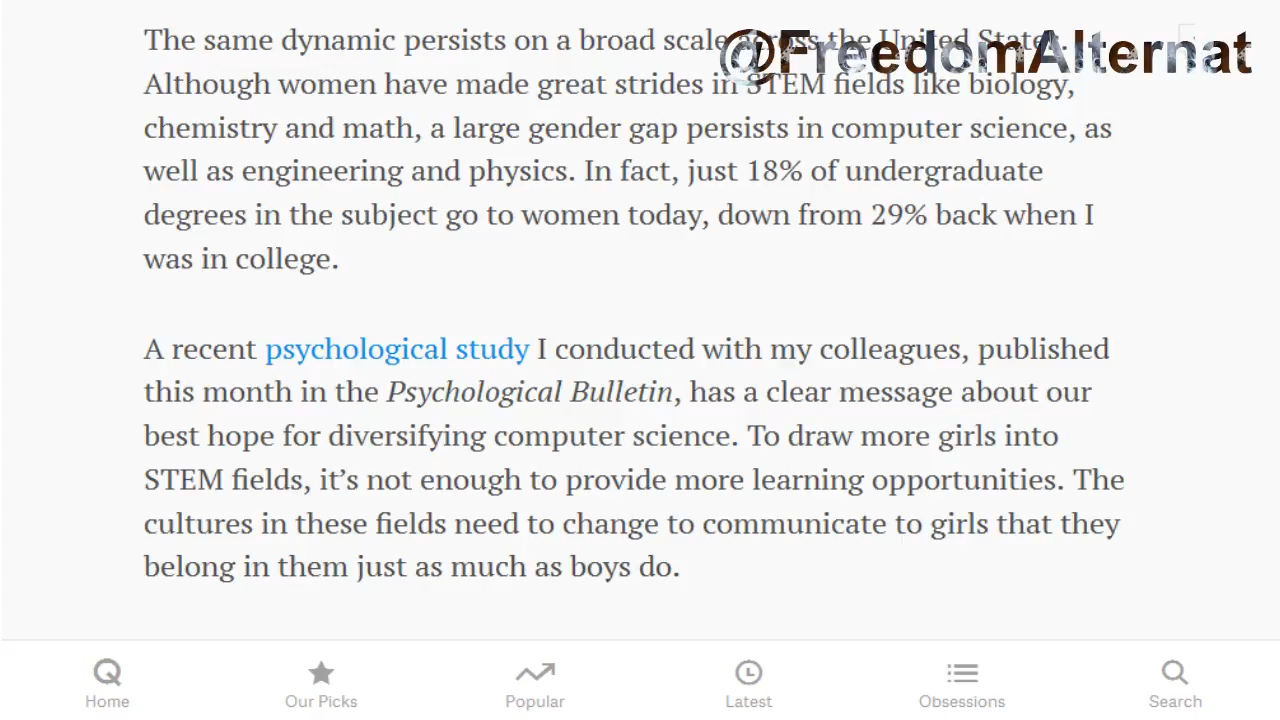 The same dynamic persists on a broad scale across the United States.
@FreedomAlternat
Although women have made great strides in STEM fields like biology,
chemistry and math, a large gender gap persists in computer science, as
well as engineering and physics. In fact, just 18% of undergraduate
degrees in the subject go to women today, down from 29% back when I
was in college.
A recent psychological study I conducted with my colleagues, published
this month in the Psychological Bulletin, has a clear message about our
best hope for diversifying computer science. To draw more girls into
STEM fields, it’s not enough to provide more learning opportunities. The
cultures in these fields need to change to communicate to girls that they
belong in them just as much as boys do.
Home Our Picks Popular Latest Obsessions Search